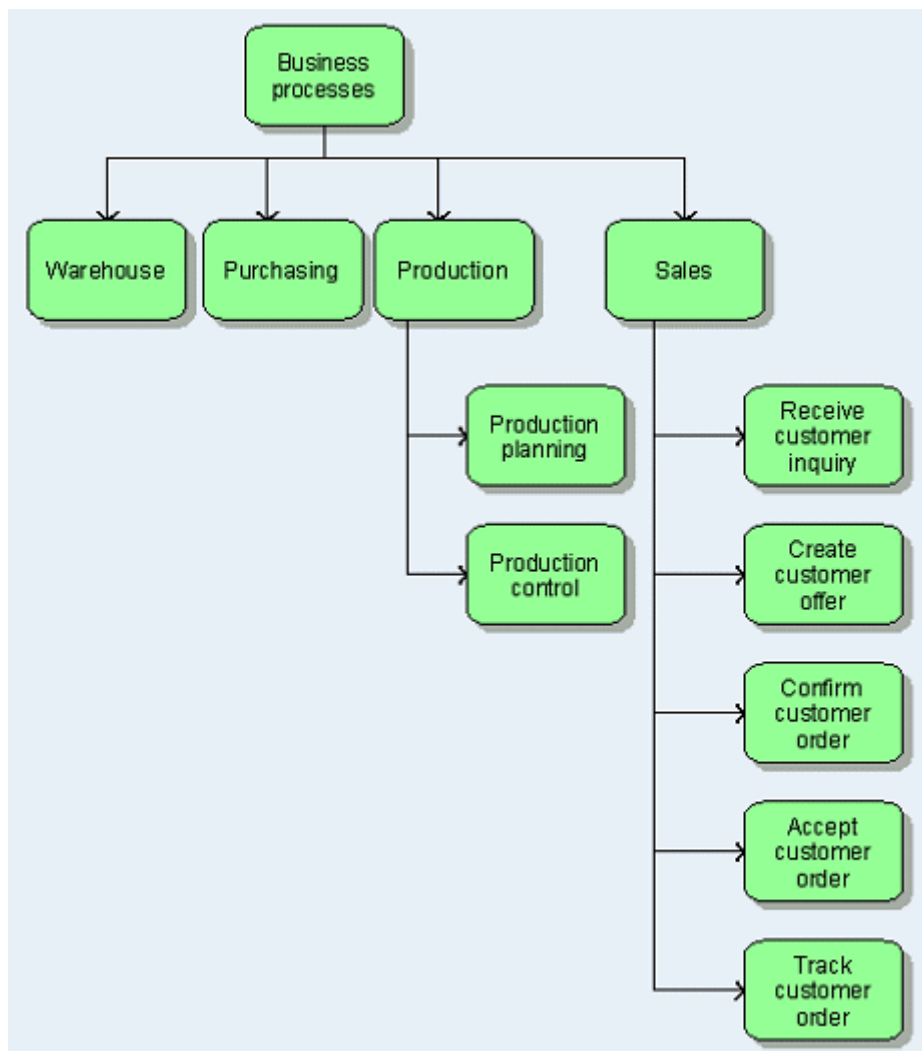 Business
processes
Warehouse
Purchasing
Production
Sales
Production
planning
Production
control
Receive
customer
inquiry
Create
customer
offer
Confirm
customer
order
Accept
customer
order
Track
customer
order